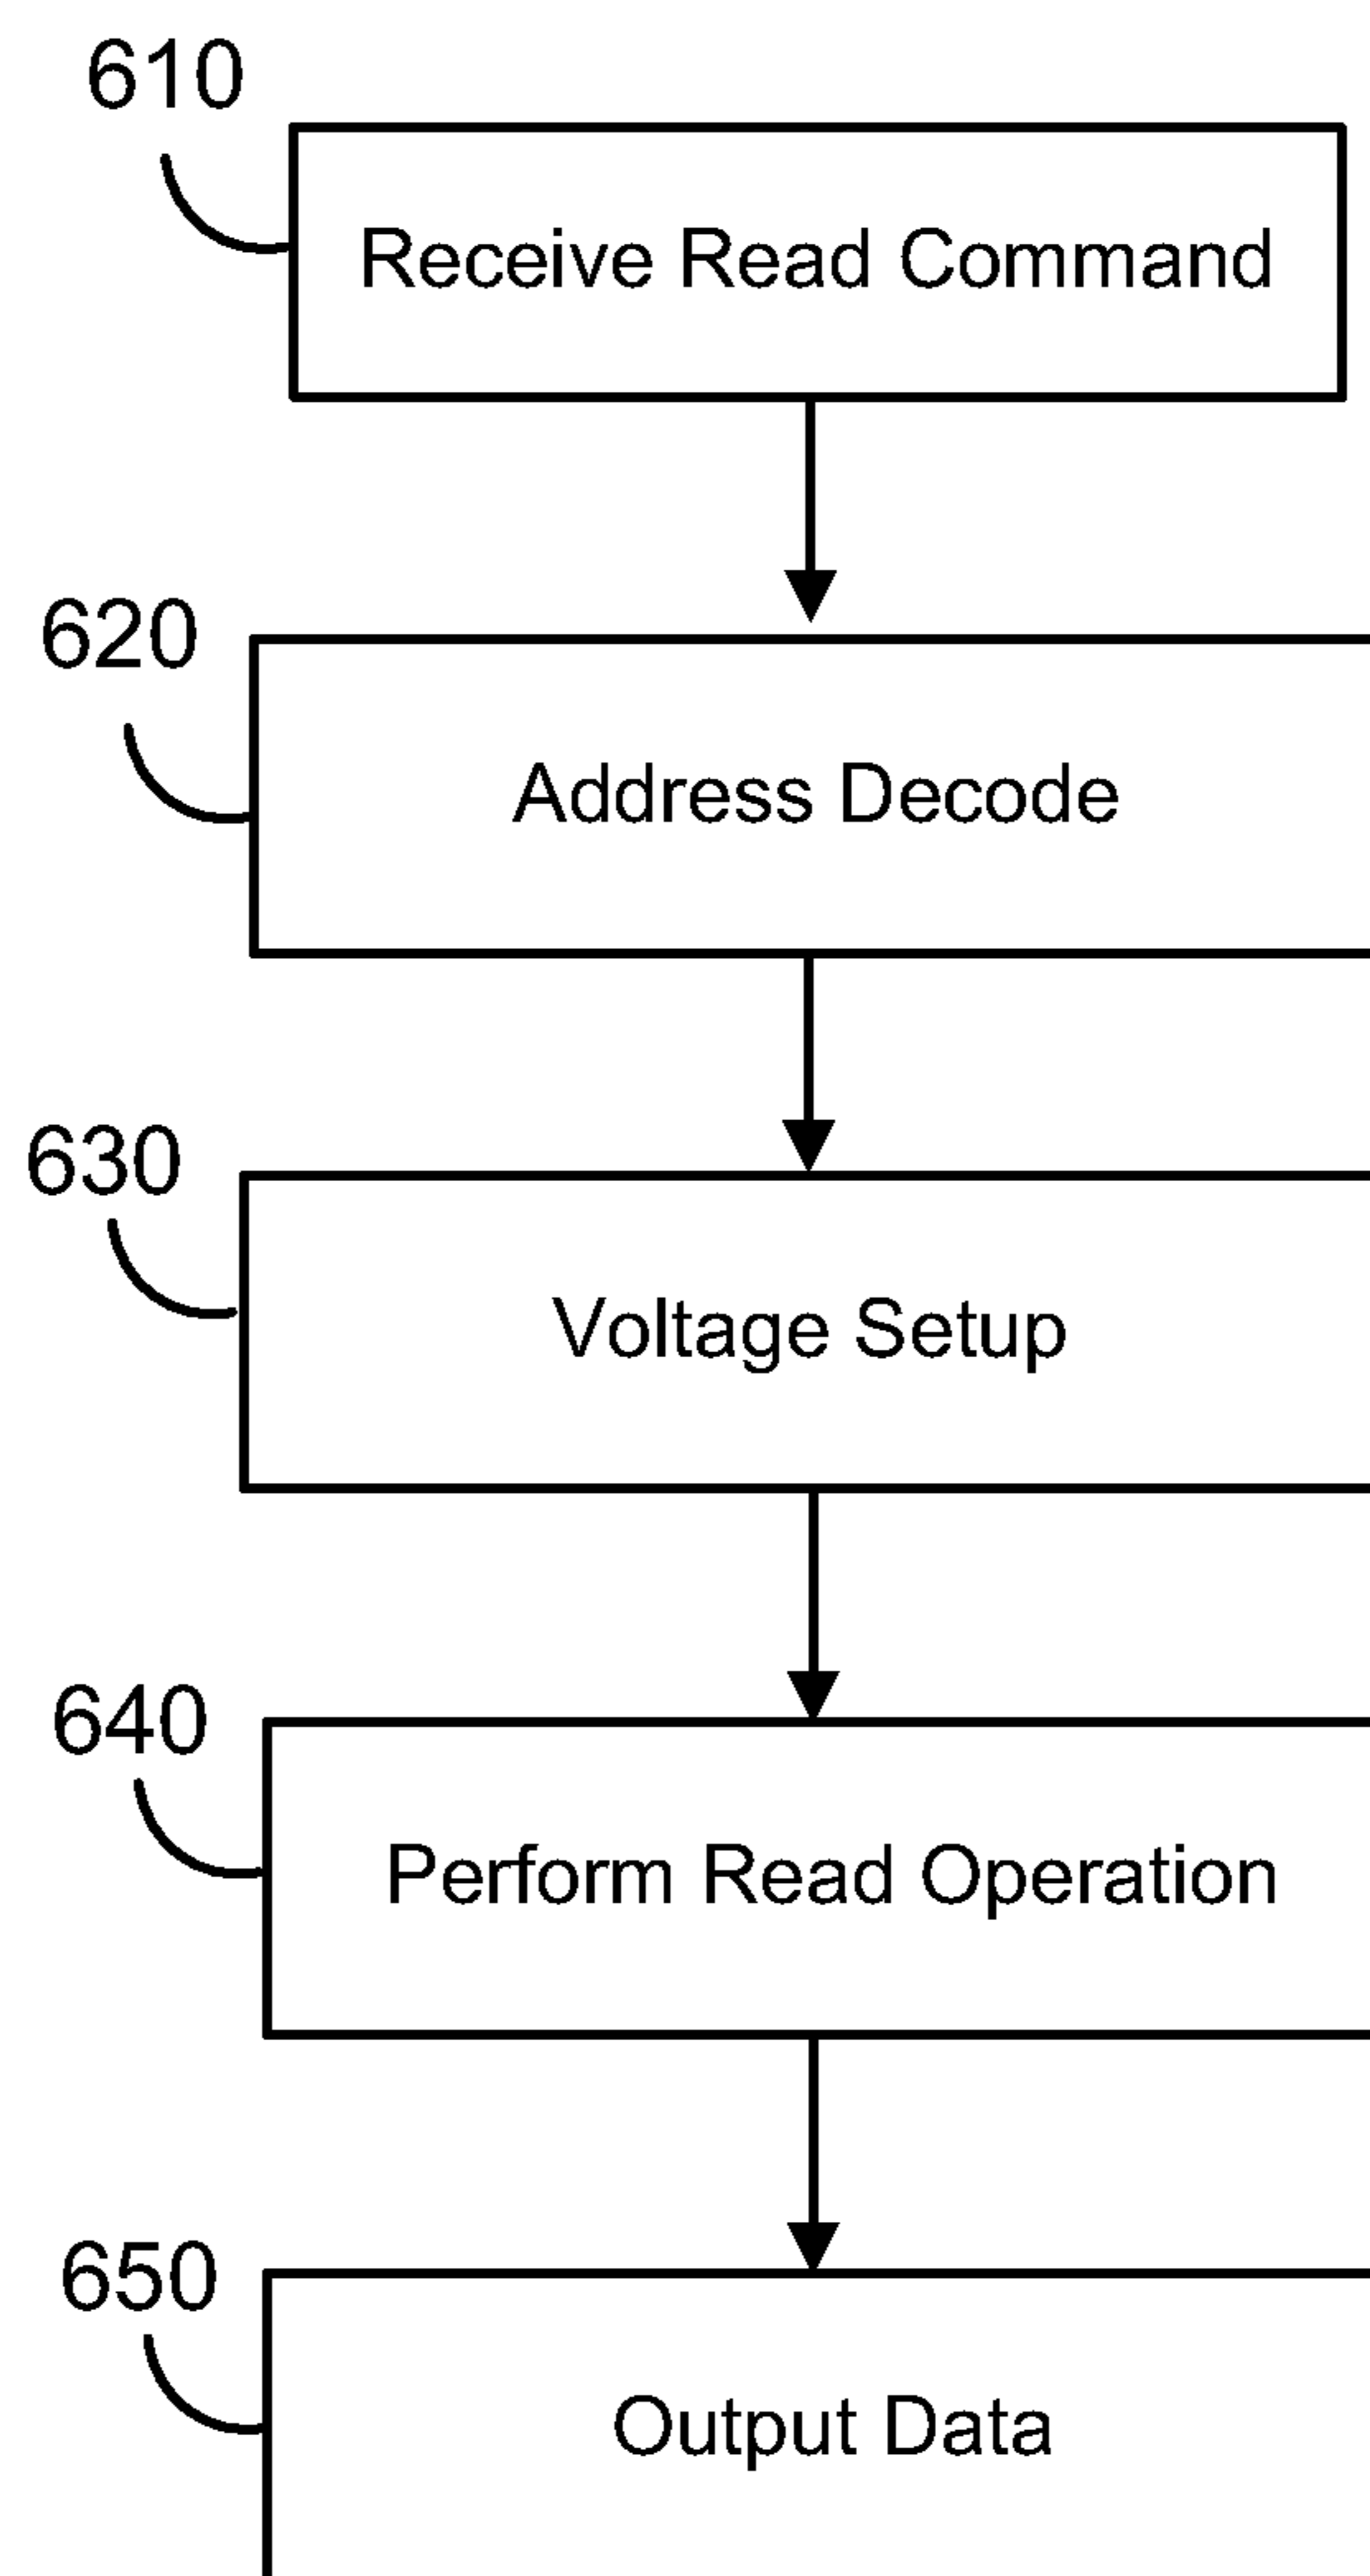 610
Receive Read Command
620
Address Decode
630
Voltage Setup
640
Perform Read Operation
650
Output Data